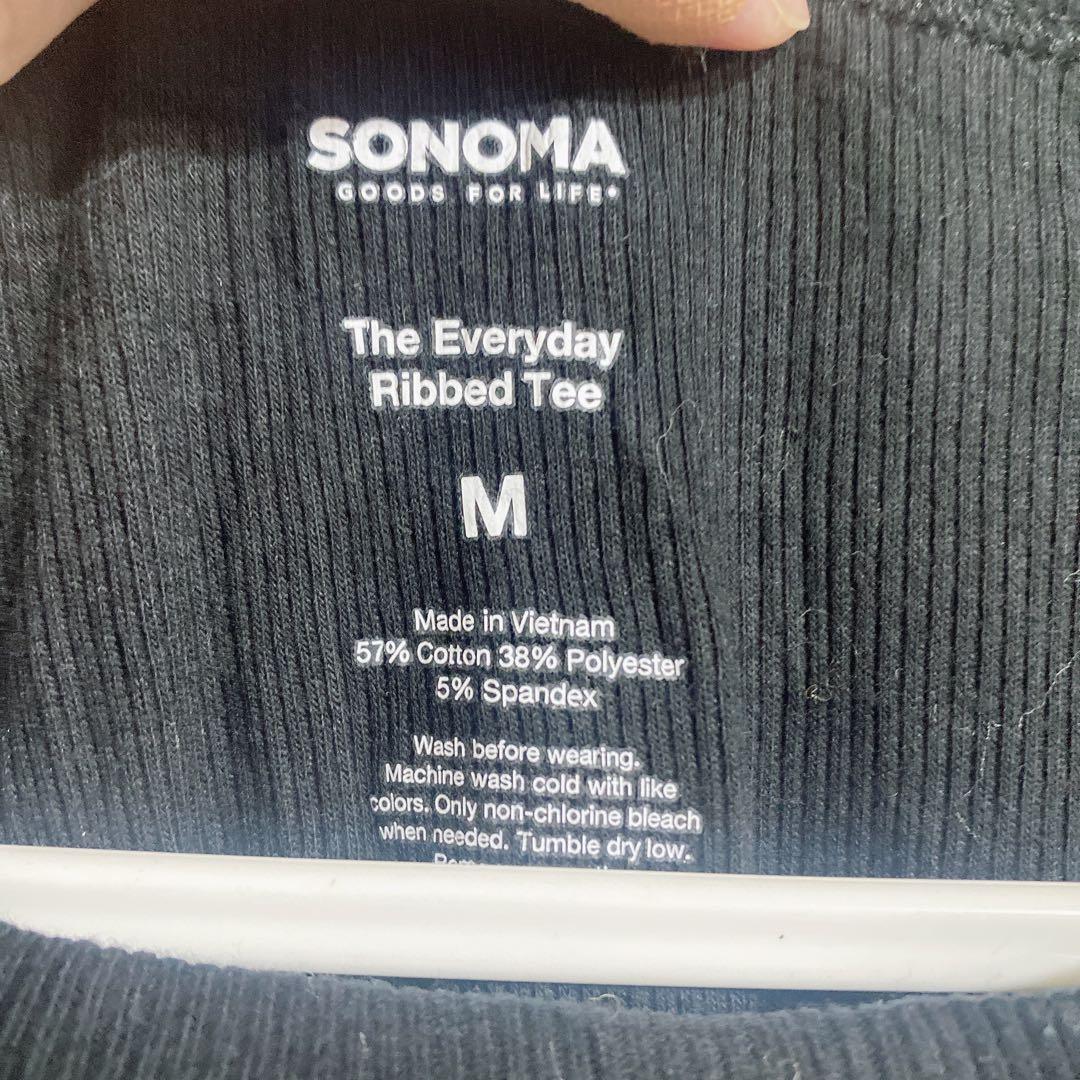 SONOMA
GOODS FOR LIFE®
The Everyday
Ribbed Tee
M
Made in Vietnam
57% Cotton 38% Polyester
5% Spandex
Wash before wearing.
Machine wash cold with like
colors. Only non-chlorine bleach
when needed. Tumble dry low.